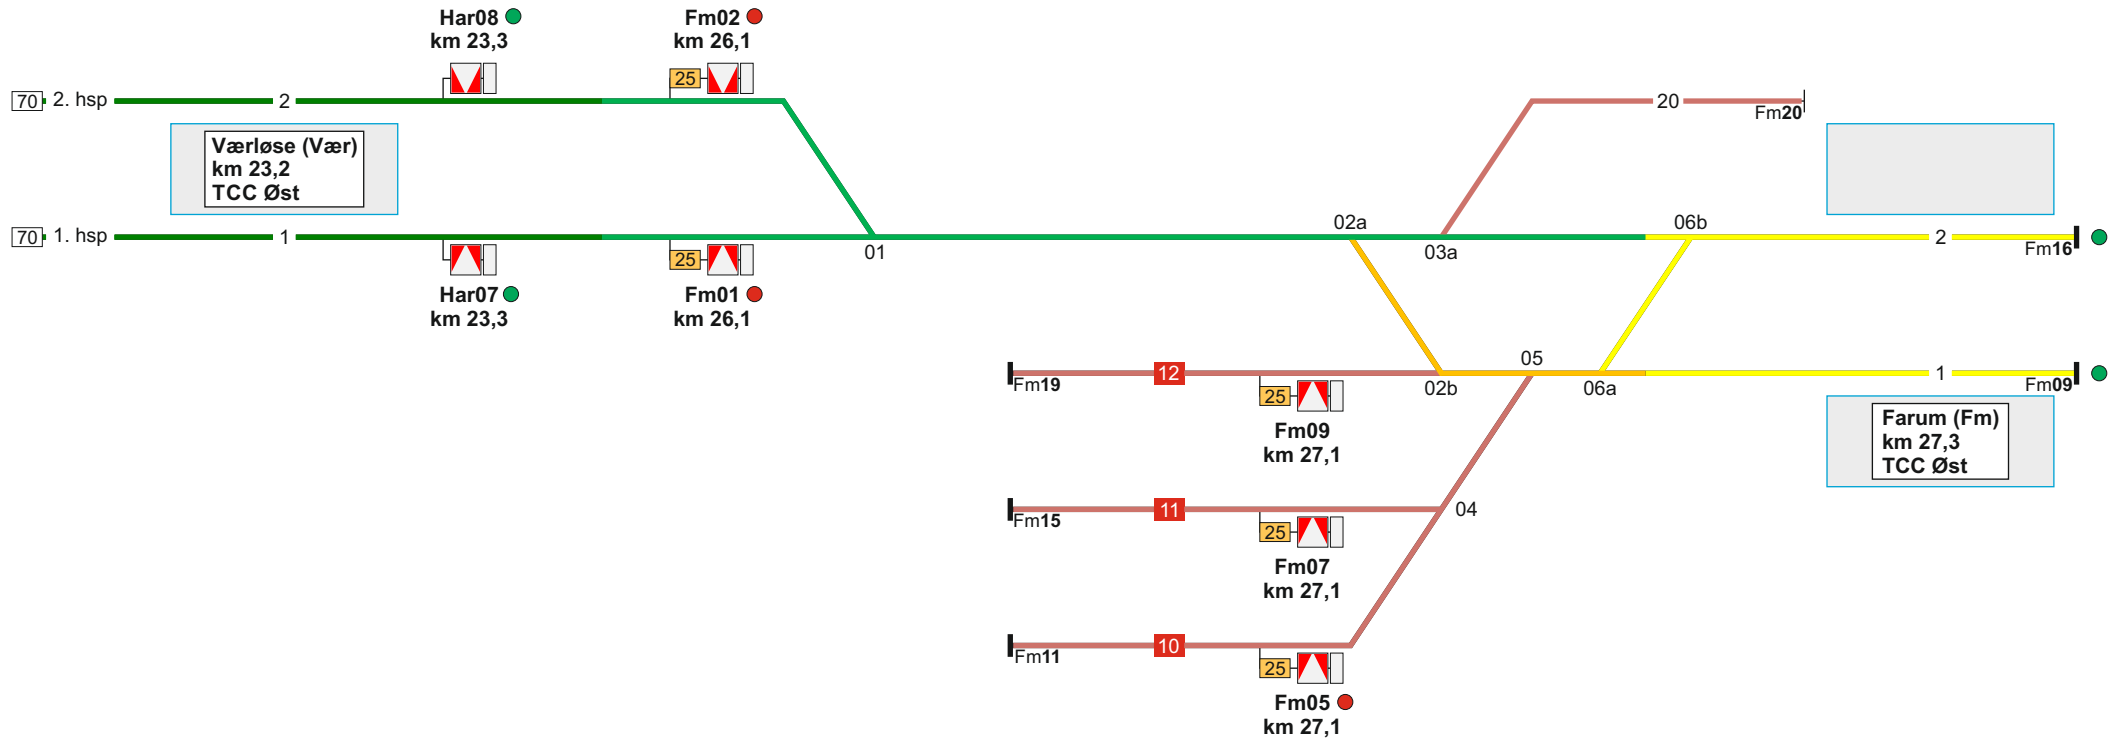 Har08
km 23,3
Fm02
km 26,1
25
70
2. hsp
2
20
Fm20
Værløse (Vær)
km 23,2
TCC Øst
02a
06b
70
1. hsp
1
01
03a
2
Fm16
25
Har07
km 23,3
Fm01
km 26,1
05
Fm19
12
25
02b
06a
1
Fm09
Fm09
km 27,1
Farum (Fm)
km 27,3
TCC Øst
Fm15
11
04
25
Fm07
km 27,1
Fm11
10
25
Fm05
km 27,1